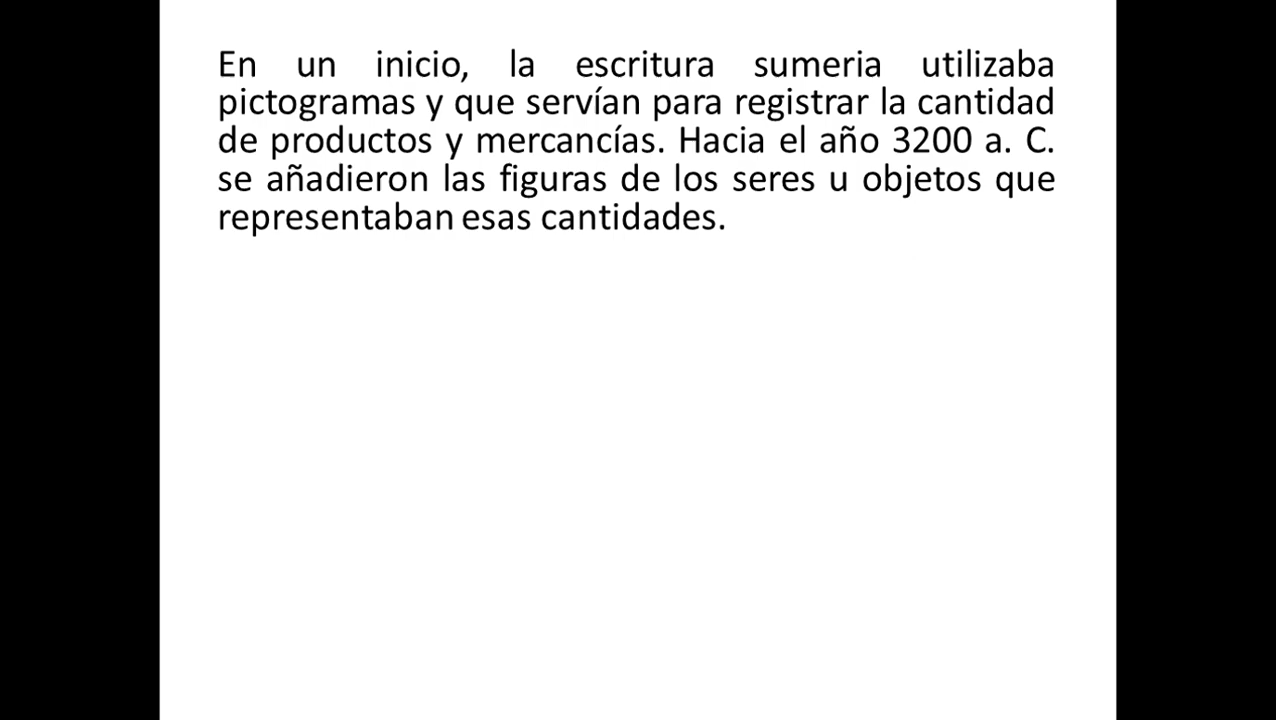 En un inicio, la escritura sumeria utilizaba
pictogramas y que servían para registrar la cantidad
de productos y mercancías. Hacia el año 3200 a. C.
se añadieron las figuras de los seres u objetos que
representaban esas cantidades.